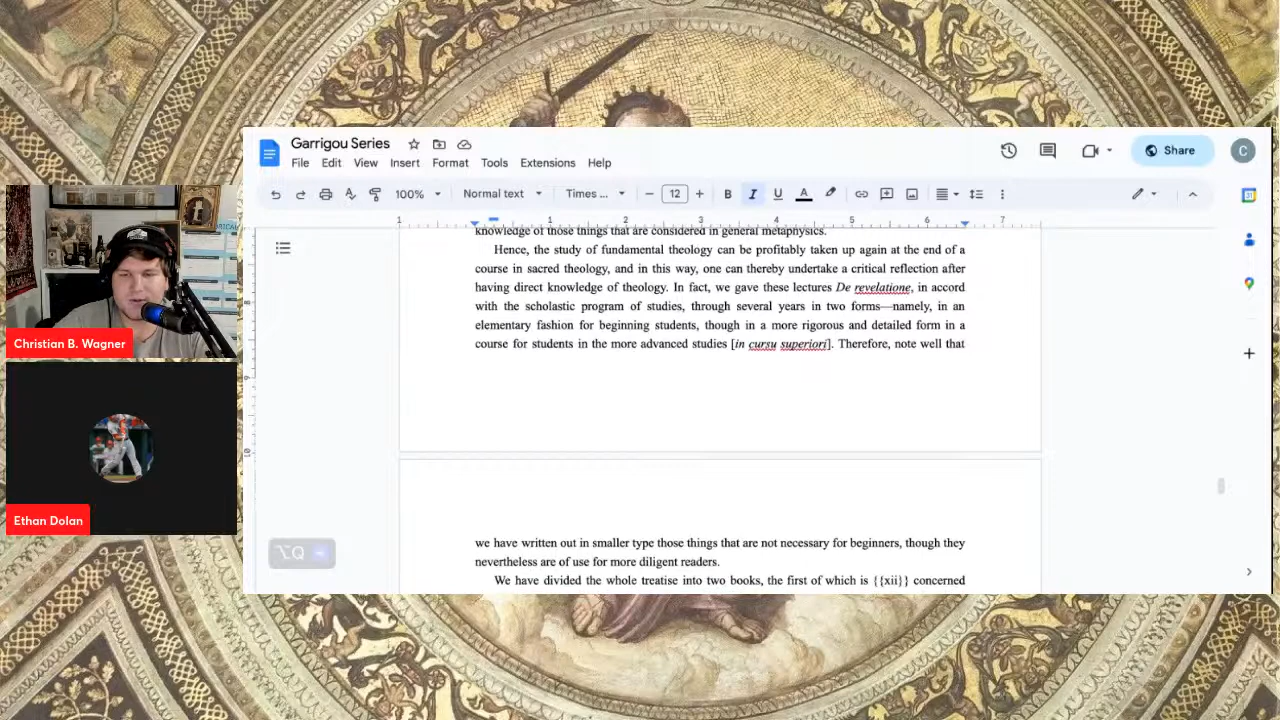 Garrigou Series
File Edit View Insert Format Tools Extensions Help
Share
C
100% Normal text Times ... 12 B I U A
1 1 2 3 4 5 6 7
knowledge of those things that are considered in general metaphysics.
Hence, the study of fundamental theology can be profitably taken up again at the end of a
course in sacred theology, and in this way, one can thereby undertake a critical reflection after
having direct knowledge of theology. In fact, we gave these lectures De revelatione, in accord
with the scholastic program of studies, through several years in two forms—namely, in an
elementary fashion for beginning students, though in a more rigorous and detailed form in a
course for students in the more advanced studies [in cursu superiori]. Therefore, note well that
we have written out in smaller type those things that are not necessary for beginners, though they
nevertheless are of use for more diligent readers.
We have divided the whole treatise into two books, the first of which is {{xii}} concerned
⌥Q
Christian B. Wagner
Ethan Dolan